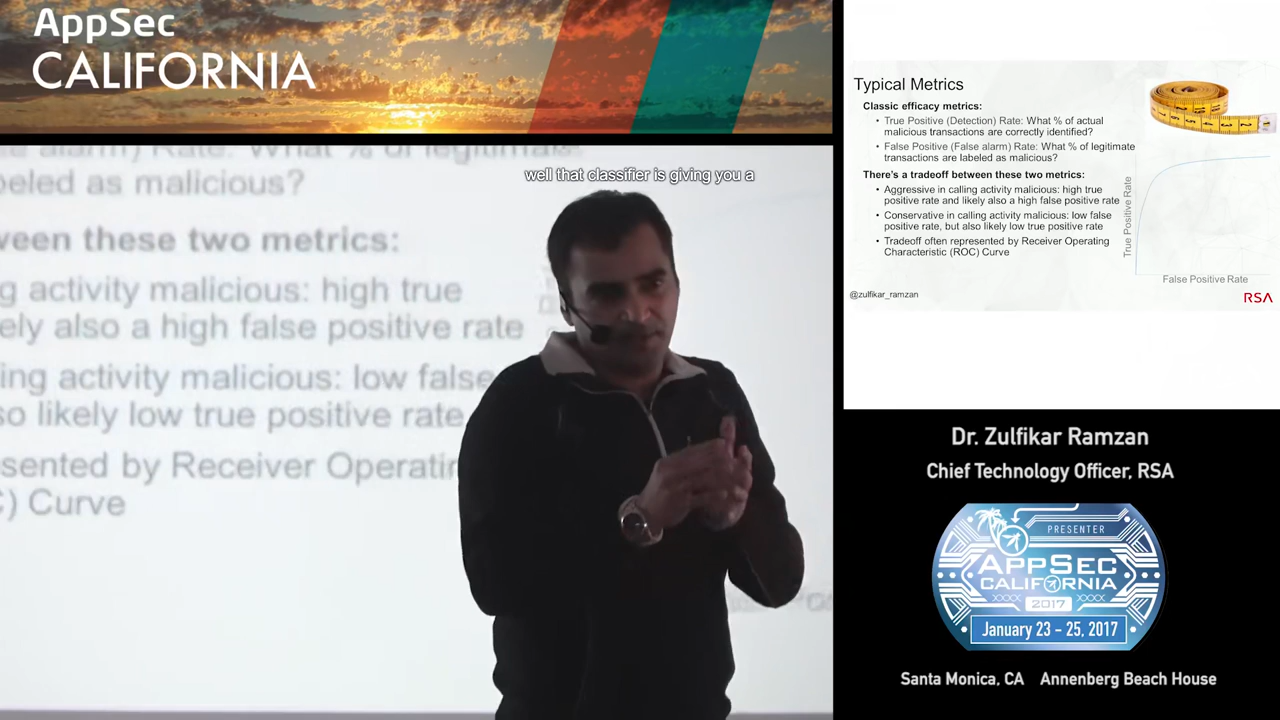 AppSec
CALIFORNIA
beled as malicious?
ween these two metrics:
g activity malicious: high true
ely also a high false positive rate
ing activity malicious: low false
so likely low true positive rate
sented by Receiver Operatin
C) Curve
well that classifier is giving you a
Typical Metrics
Classic efficacy metrics:
• True Positive (Detection) Rate: What % of actual
malicious transactions are correctly identified?
• False Positive (False alarm) Rate: What % of legitimate
transactions are labeled as malicious?
There's a tradeoff between these two metrics:
• Aggressive in calling activity malicious: high true
positive rate and likely also a high false positive rate
• Conservative in calling activity malicious: low false
positive rate, but also likely low true positive rate
• Tradeoff often represented by Receiver Operating
Characteristic (ROC) Curve
True Positive Rate
False Positive Rate
@zulfikar_ramzan
RSA
Dr. Zulfikar Ramzan
Chief Technology Officer, RSA
PRESENTER
APPSEC
CALIFORNIA
2017
January 23 - 25, 2017
Santa Monica, CA Annenberg Beach House